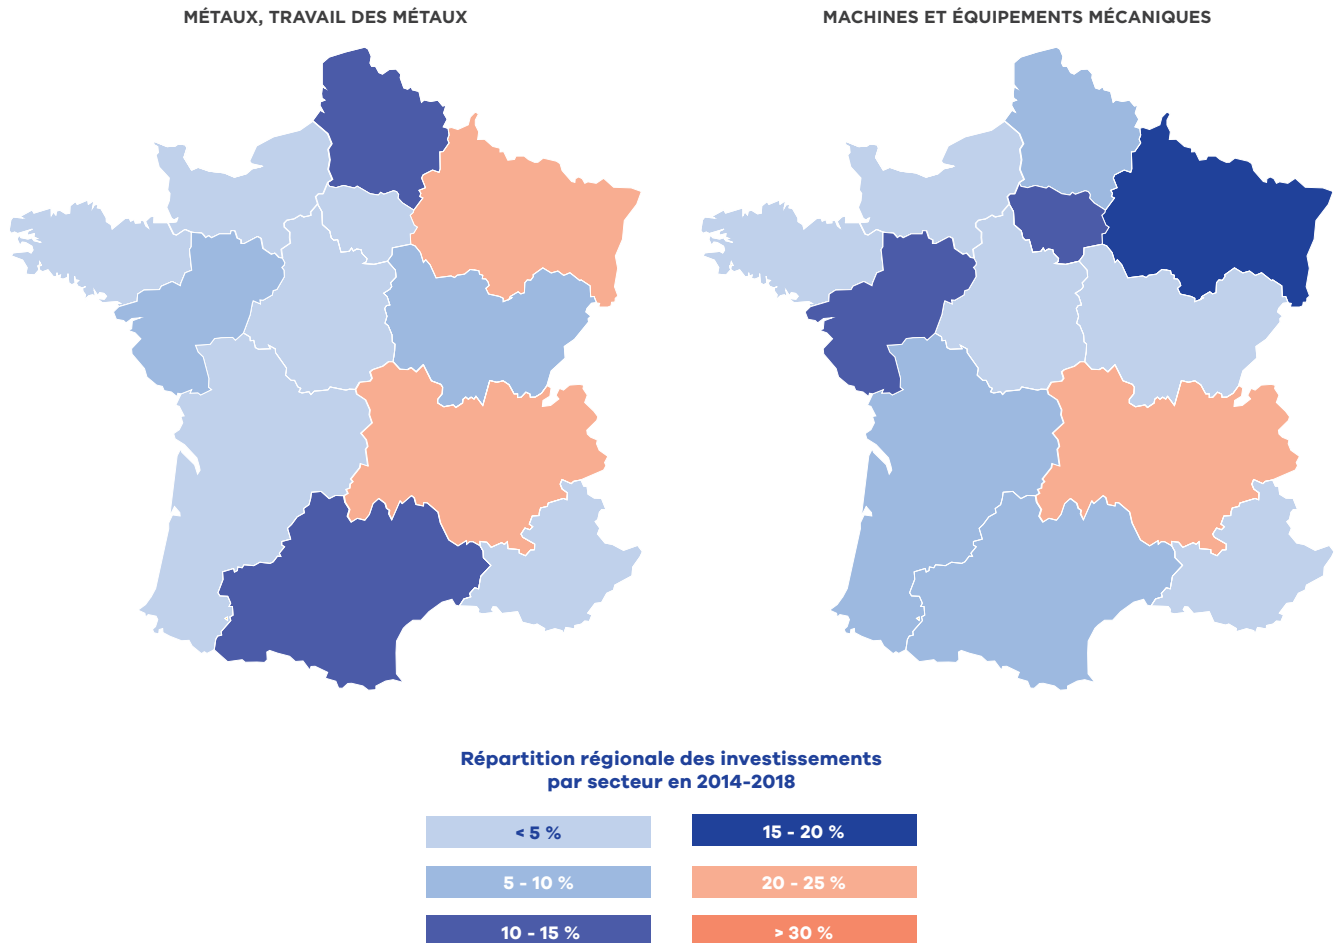 MÉTAUX, TRAVAIL DES MÉTAUX
MACHINES ET ÉQUIPEMENTS MÉCANIQUES
Répartition régionale des investissements
par secteur en 2014-2018
< 5 %
15 - 20 %
5 - 10 %
20 - 25 %
10 - 15 %
> 30 %